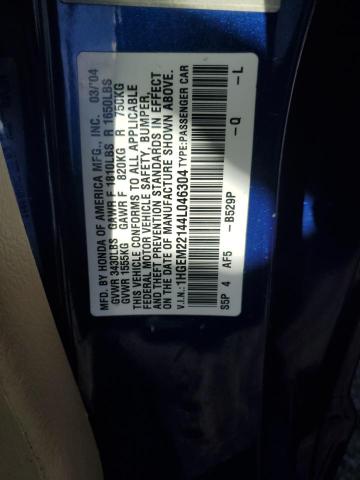 MFD. BY HONDA OF AMERICA MFG., INC. 03/'04
GVWR 3430LBS GAWR F 1810LBS R 1650LBS
GVWR 1555KG GAWR F 820KG R 750KG
THIS VEHICLE CONFORMS TO ALL APPLICABLE
FEDERAL MOTOR VEHICLE SAFETY, BUMPER,
AND THEFT PREVENTION STANDARDS IN EFFECT
ON THE DATE OF MANUFACTURE SHOWN ABOVE.
V.I.N.: 1HGEM22144L046304 TYPE:PASSENGER CAR
S5P 4 AF5 -B529P -Q -L